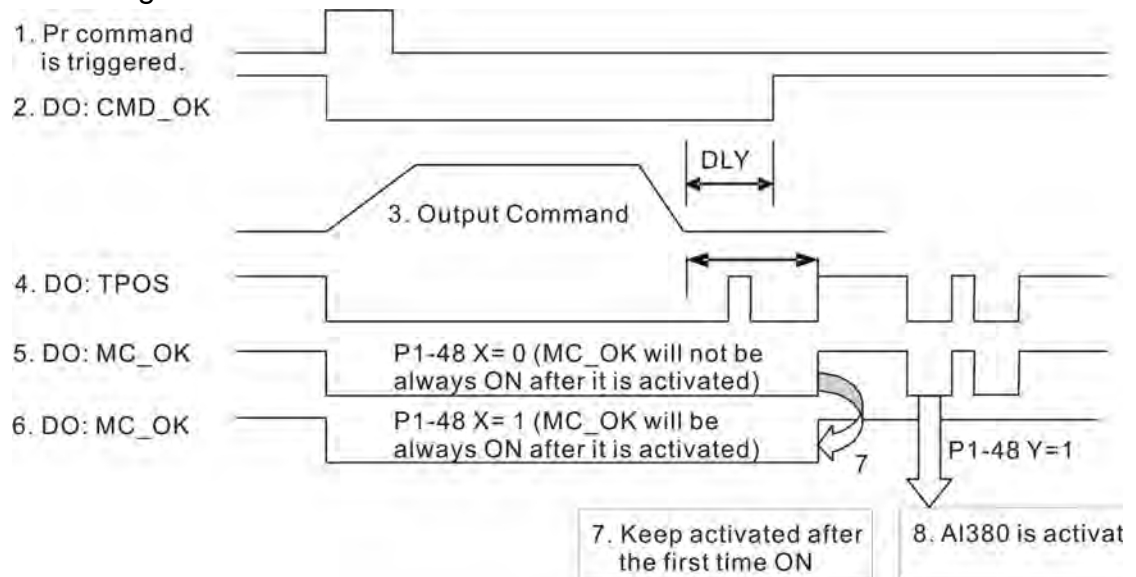 1. Pr command
is triggered.
2. DO: CMD_OK
DLY
3. Output Command
4. DO: TPOS
5. DO: MC_OK
P1-48 X= 0 (MC_OK will not be
always ON after it is activated)
6. DO: MC_OK
P1-48 X= 1 (MC_OK will be
always ON after it is activated)
7
P1-48 Y=1
7. Keep activated after
the first time ON
8. AI380 is activat